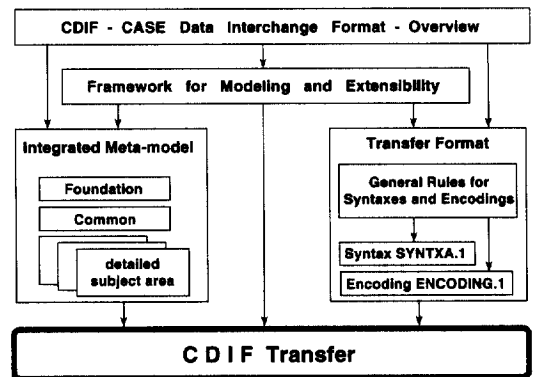 CDIF - CASE Data Interchange Format - Overview
Framework for Modeling and Extensibility
Integrated Meta-model
Foundation
Common
detailed
subject area
Transfer Format
General Rules for
Syntaxes and Encodings
Syntax SYNTXA.1
Encoding ENCODING.1
CDIF Transfer